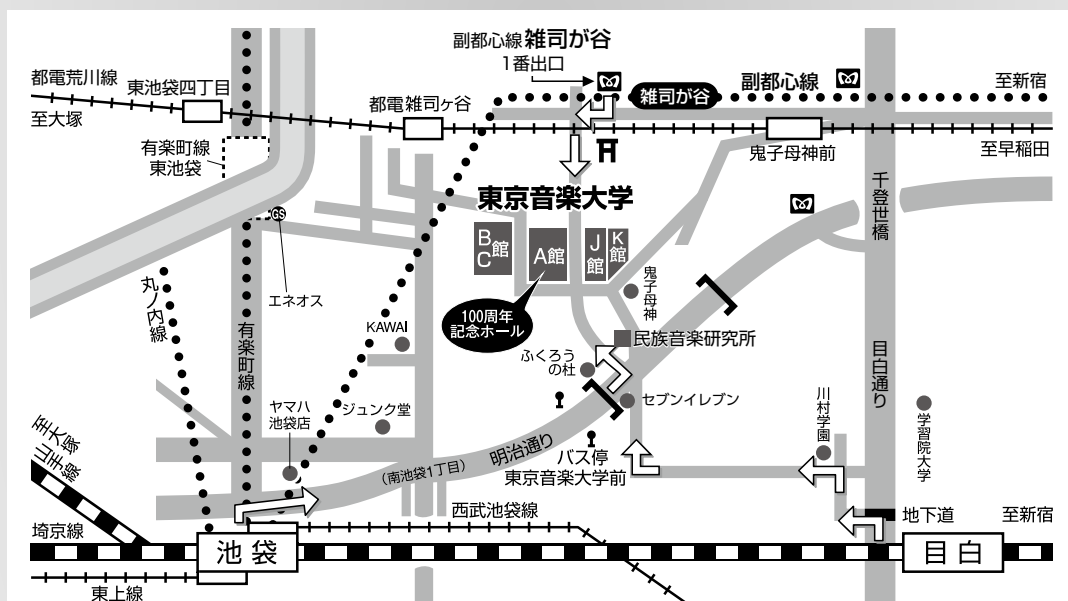 副都心線 雑司が谷
1番出口
都電荒川線
東池袋四丁目
都電雑司ヶ谷
雑司が谷
副都心線
至新宿
至大塚
鬼子母神前
至早稲田
有楽町線
東池袋
東京音楽大学
千登世橋
GS
BC館
A館
J館
K館
鬼子母神
エネオス
丸ノ内線
100周年
記念ホール
KAWAI
民族音楽研究所
有楽町線
ふくろう
の杜
目白通り
セブンイレブン
ヤマハ
池袋店
ジュンク堂
川村学園
学習院大学
至大塚
山手線
明治通り
(南池袋1丁目)
バス停
東京音楽大学前
西武池袋線
地下道
至新宿
埼京線
池袋
目白
東上線